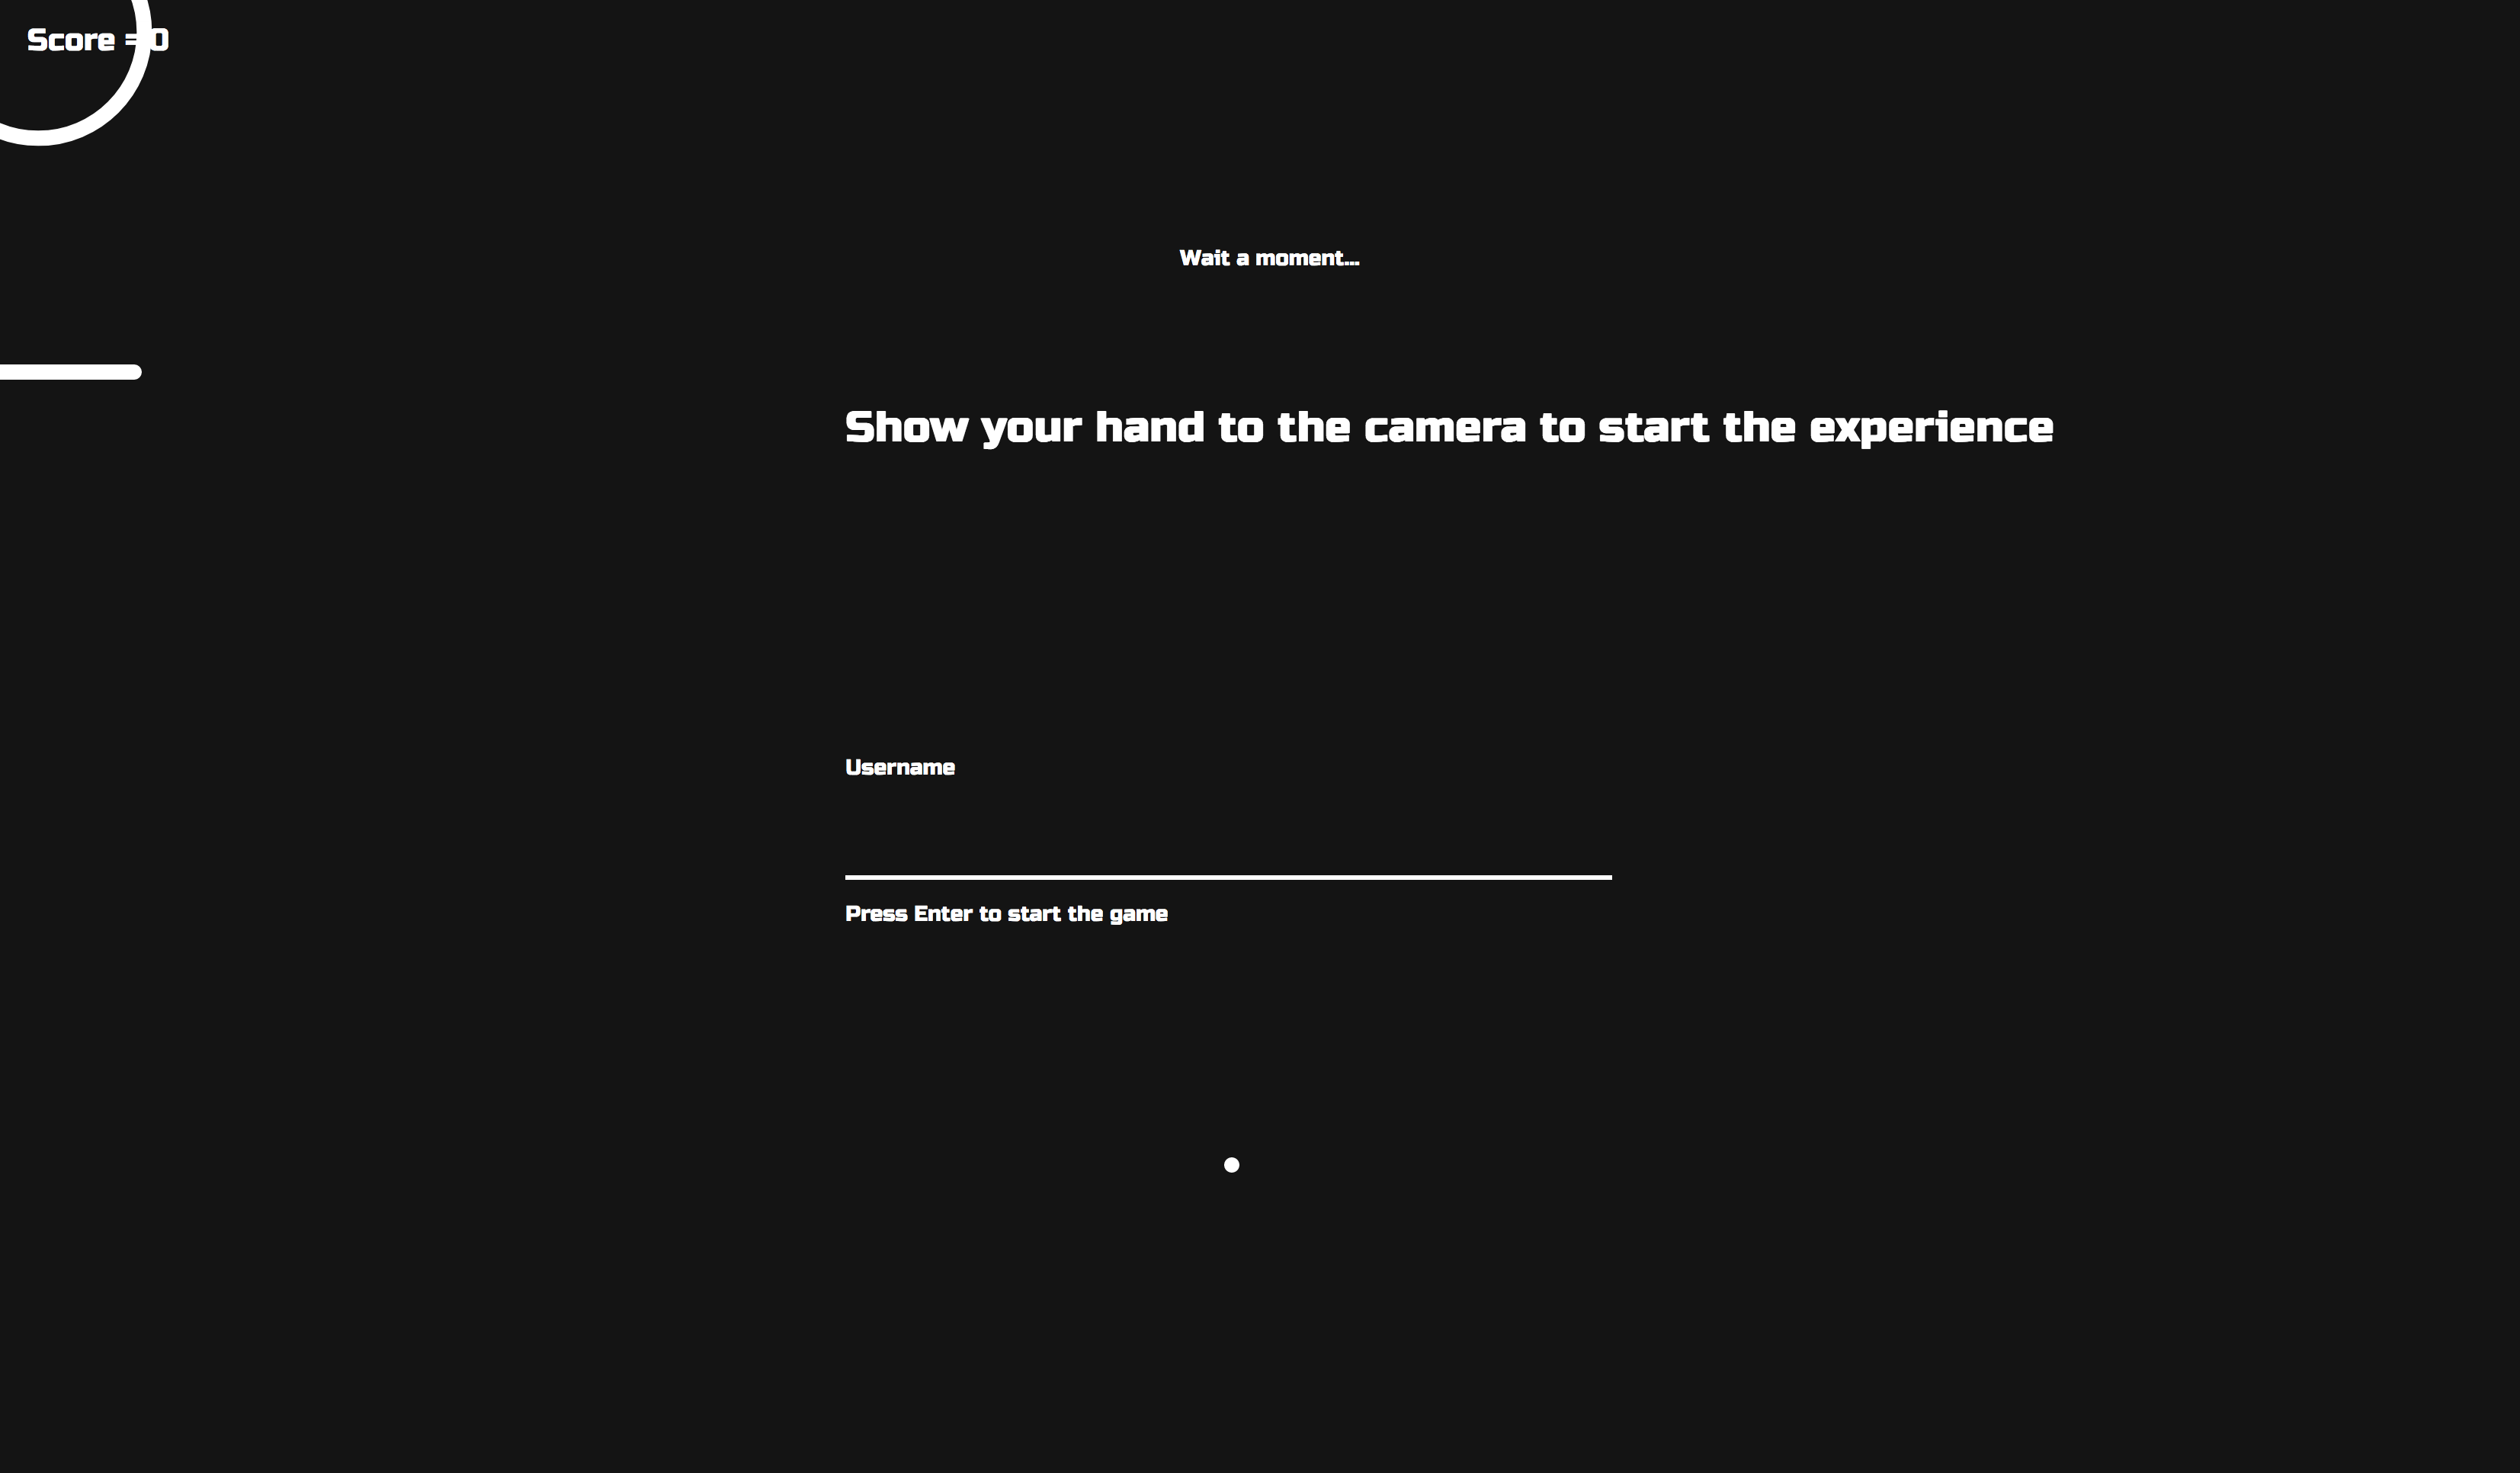 Score = 0
Wait a moment...
Show your hand to the camera to start the experience
Username
Press Enter to start the game